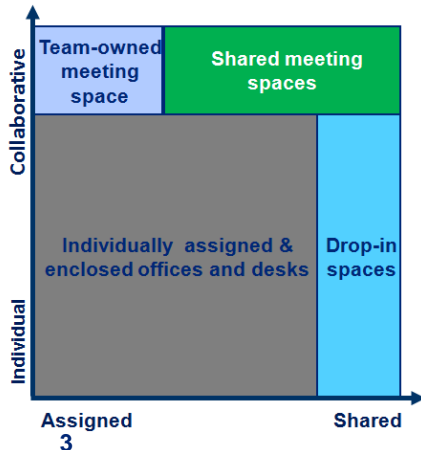 Team-owned
meeting
space
Shared meeting
spaces
Collaborative
Individually assigned &
enclosed offices and desks
Drop-in
spaces
Individual
Assigned
Shared
3